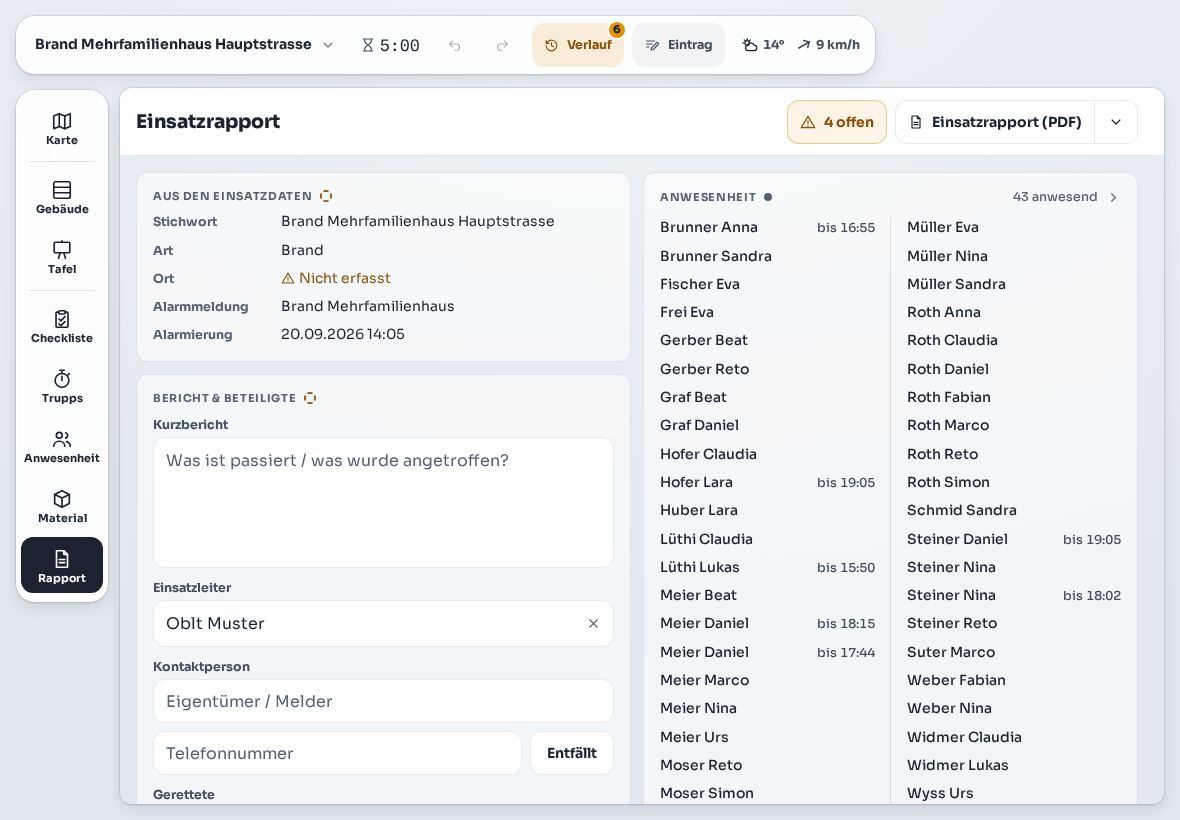 Brand Mehrfamilienhaus Hauptstrasse
5:00
Verlauf
6
Eintrag
14°
9 km/h
Karte
Gebäude
Tafel
Checkliste
Trupps
Anwesenheit
Material
Rapport
Einsatzrapport
4 offen
Einsatzrapport (PDF)
AUS DEN EINSATZDATEN
Stichwort Brand Mehrfamilienhaus Hauptstrasse
Art Brand
Ort Nicht erfasst
Alarmmeldung Brand Mehrfamilienhaus
Alarmierung 20.09.2026 14:05
BERICHT & BETEILIGTE
Kurzbericht
Was ist passiert / was wurde angetroffen?
Einsatzleiter
Oblt Muster
Kontaktperson
Eigentümer / Melder
Telefonnummer
Entfällt
Gerettete
ANWESENHEIT
43 anwesend
Brunner Anna bis 16:55
Brunner Sandra
Fischer Eva
Frei Eva
Gerber Beat
Gerber Reto
Graf Beat
Graf Daniel
Hofer Claudia
Hofer Lara bis 19:05
Huber Lara
Lüthi Claudia
Lüthi Lukas bis 15:50
Meier Beat
Meier Daniel bis 18:15
Meier Daniel bis 17:44
Meier Marco
Meier Nina
Meier Urs
Moser Reto
Moser Simon
Müller Eva
Müller Nina
Müller Sandra
Roth Anna
Roth Claudia
Roth Daniel
Roth Fabian
Roth Marco
Roth Reto
Roth Simon
Schmid Sandra
Steiner Daniel bis 19:05
Steiner Nina
Steiner Nina bis 18:02
Steiner Reto
Suter Marco
Weber Fabian
Weber Nina
Widmer Claudia
Widmer Lukas
Wyss Urs